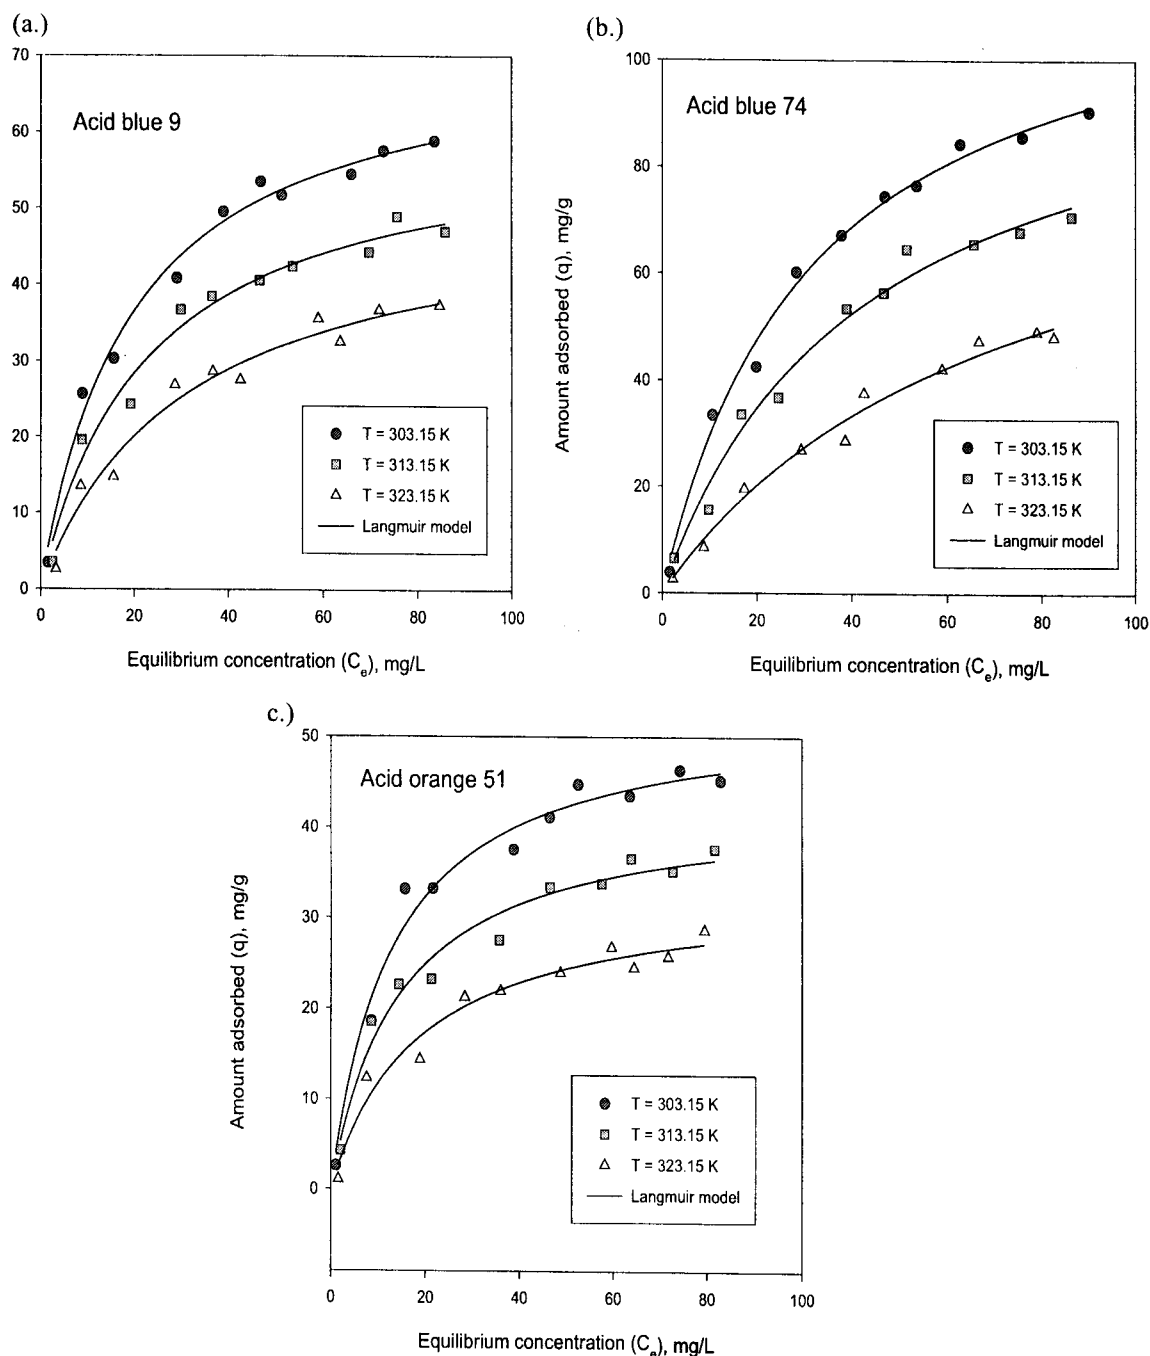 (a.)
70
60
50
40
30
20
10
0
Acid blue 9
T = 303.15 K
T = 313.15 K
T = 323.15 K
Langmuir model
0 20 40 60 80 100
Equilibrium concentration (Ce), mg/L
(b.)
Amount adsorbed (q), mg/g
100
80
60
40
20
0
Acid blue 74
T = 303.15 K
T = 313.15 K
T = 323.15 K
Langmuir model
0 20 40 60 80 100
Equilibrium concentration (Ce), mg/L
c.)
Amount adsorbed (q), mg/g
50
40
30
20
10
0
Acid orange 51
T = 303.15 K
T = 313.15 K
T = 323.15 K
Langmuir model
0 20 40 60 80 100
Equilibrium concentration (Ce), mg/L